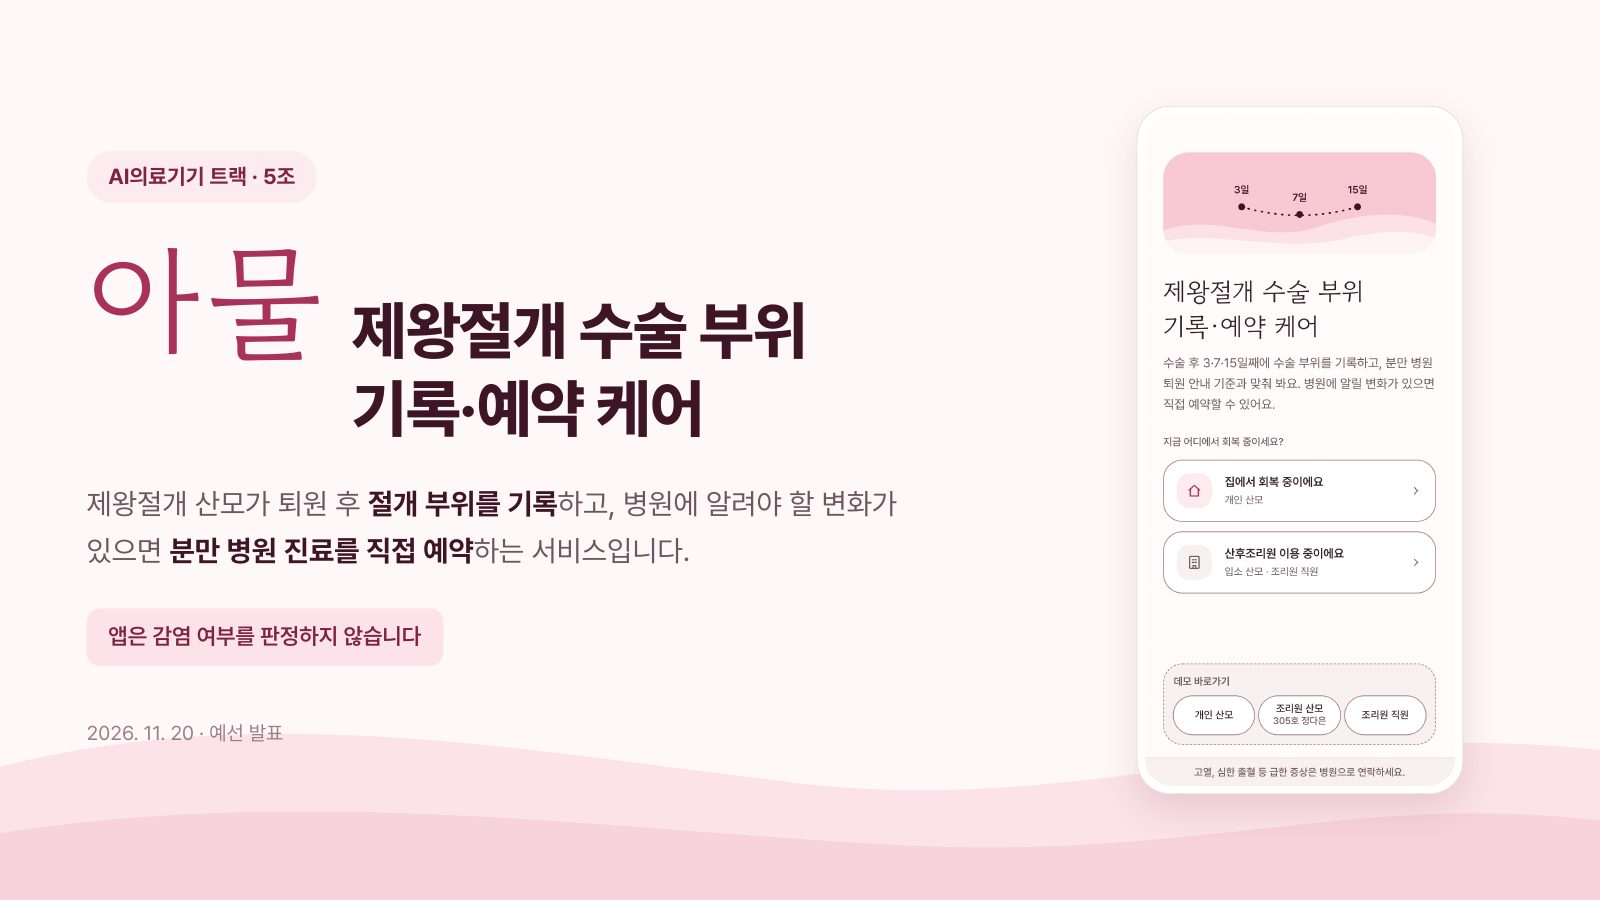 AI의료기기 트랙 · 5조
아물
제왕절개 수술 부위
기록·예약 케어
제왕절개 산모가 퇴원 후 절개 부위를 기록하고, 병원에 알려야 할 변화가
있으면 분만 병원 진료를 직접 예약하는 서비스입니다.
앱은 감염 여부를 판정하지 않습니다
2026. 11. 20 · 예선 발표
3일
7일
15일
제왕절개 수술 부위
기록·예약 케어
수술 후 3·7·15일째에 수술 부위를 기록하고, 분만 병원
퇴원 안내 기준과 맞춰 봐요. 병원에 알릴 변화가 있으면
직접 예약할 수 있어요.
지금 어디에서 회복 중이세요?
집에서 회복 중이에요
개인 산모
산후조리원 이용 중이에요
입소 산모 · 조리원 직원
데모 바로가기
개인 산모
조리원 산모
305호 정다은
조리원 직원
고열, 심한 출혈 등 급한 증상은 병원으로 연락하세요.